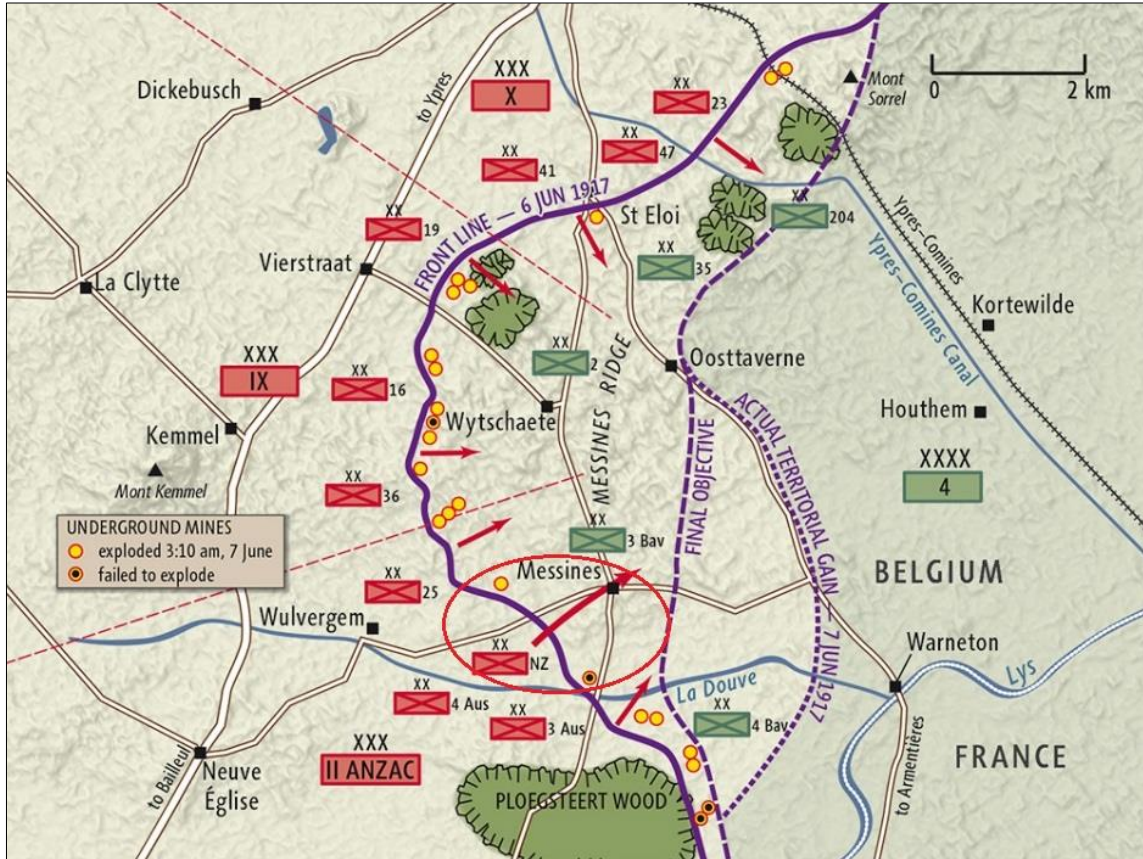 Dickebusch
to Ypres
XXX
X
XX
23
Mont
Sorrel
0
2 km
XX
41
XX
47
XX
19
FRONT LINE — 6 JUN 1917
St Eloi
XX
204
Vierstraat
XX
35
La Clytte
Ypres–Comines
Ypres–Comines Canal
Kortewilde
XXX
IX
XX
16
XX
2
MESSINES RIDGE
Oosttaverne
Wytschaete
Houthem
Kemmel
Mont Kemmel
FINAL OBJECTIVE
ACTUAL TERRITORIAL GAIN — 7 JUN 1917
XXXX
4
XX
36
UNDERGROUND MINES
exploded 3:10 am, 7 June
failed to explode
XX
3 Bav
Messines
BELGIUM
XX
25
Wulvergem
XX
NZ
Warneton
La Douve
Lys
XX
4 Aus
XX
3 Aus
XX
4 Bav
XXX
II ANZAC
to Bailleul
Neuve
Église
PLOEGSTEERT WOOD
FRANCE
to Armentières